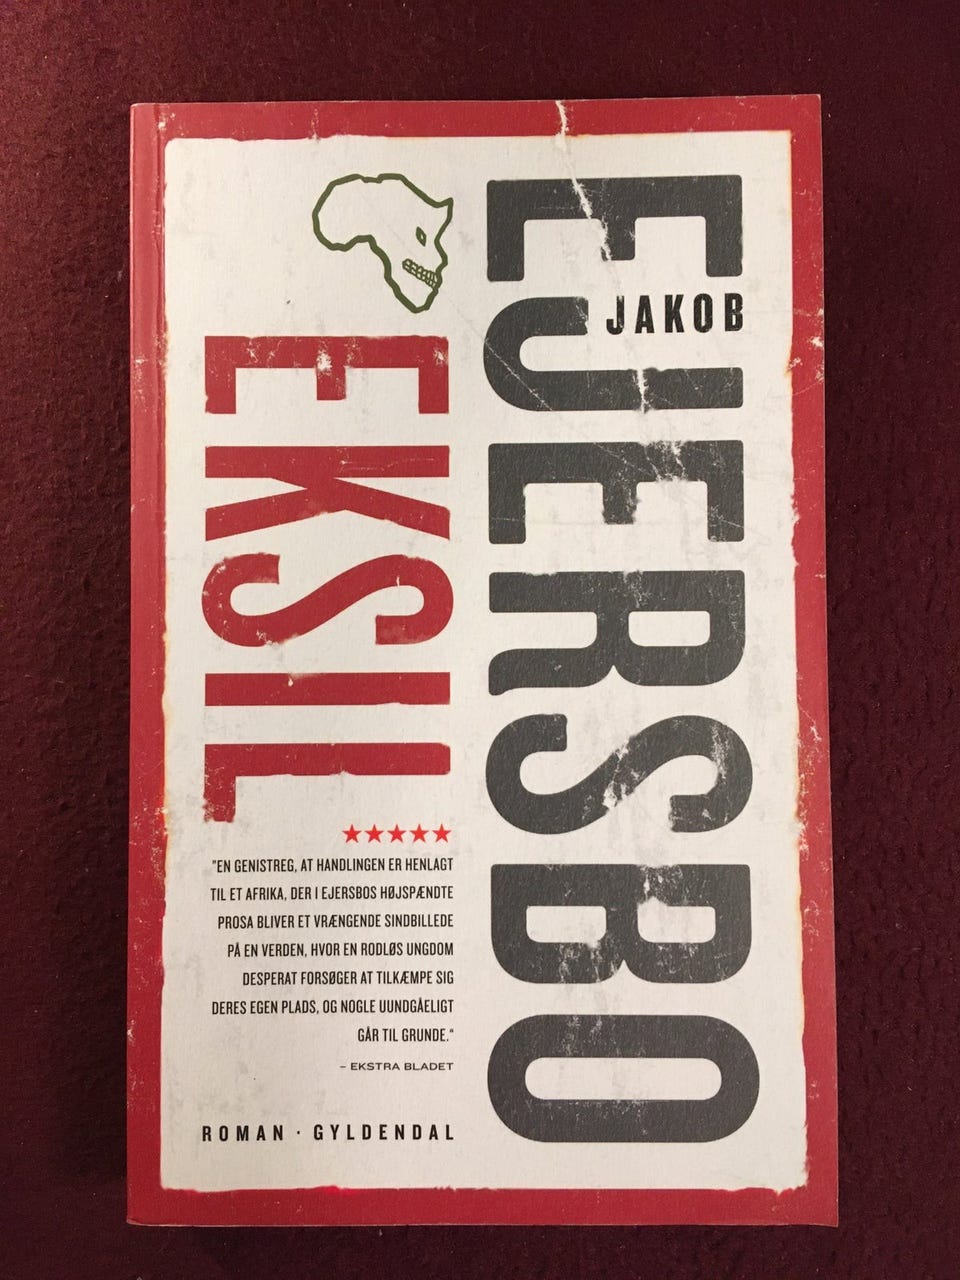 JAKOB
EJERSBO
EKSIL
★★★★★
"EN GENISTREG, AT HANDLINGEN ER HENLAGT
TIL ET AFRIKA, DER I EJERSBOS HØJSPÆNDTE
PROSA BLIVER ET VRÆNGENDE SINDBILLEDE
PÅ EN VERDEN, HVOR EN RODLØS UNGDOM
DESPERAT FORSØGER AT TILKÆMPE SIG
DERES EGEN PLADS, OG NOGLE UUNDGÅELIGT
GÅR TIL GRUNDE."
– EKSTRA BLADET
ROMAN · GYLDENDAL